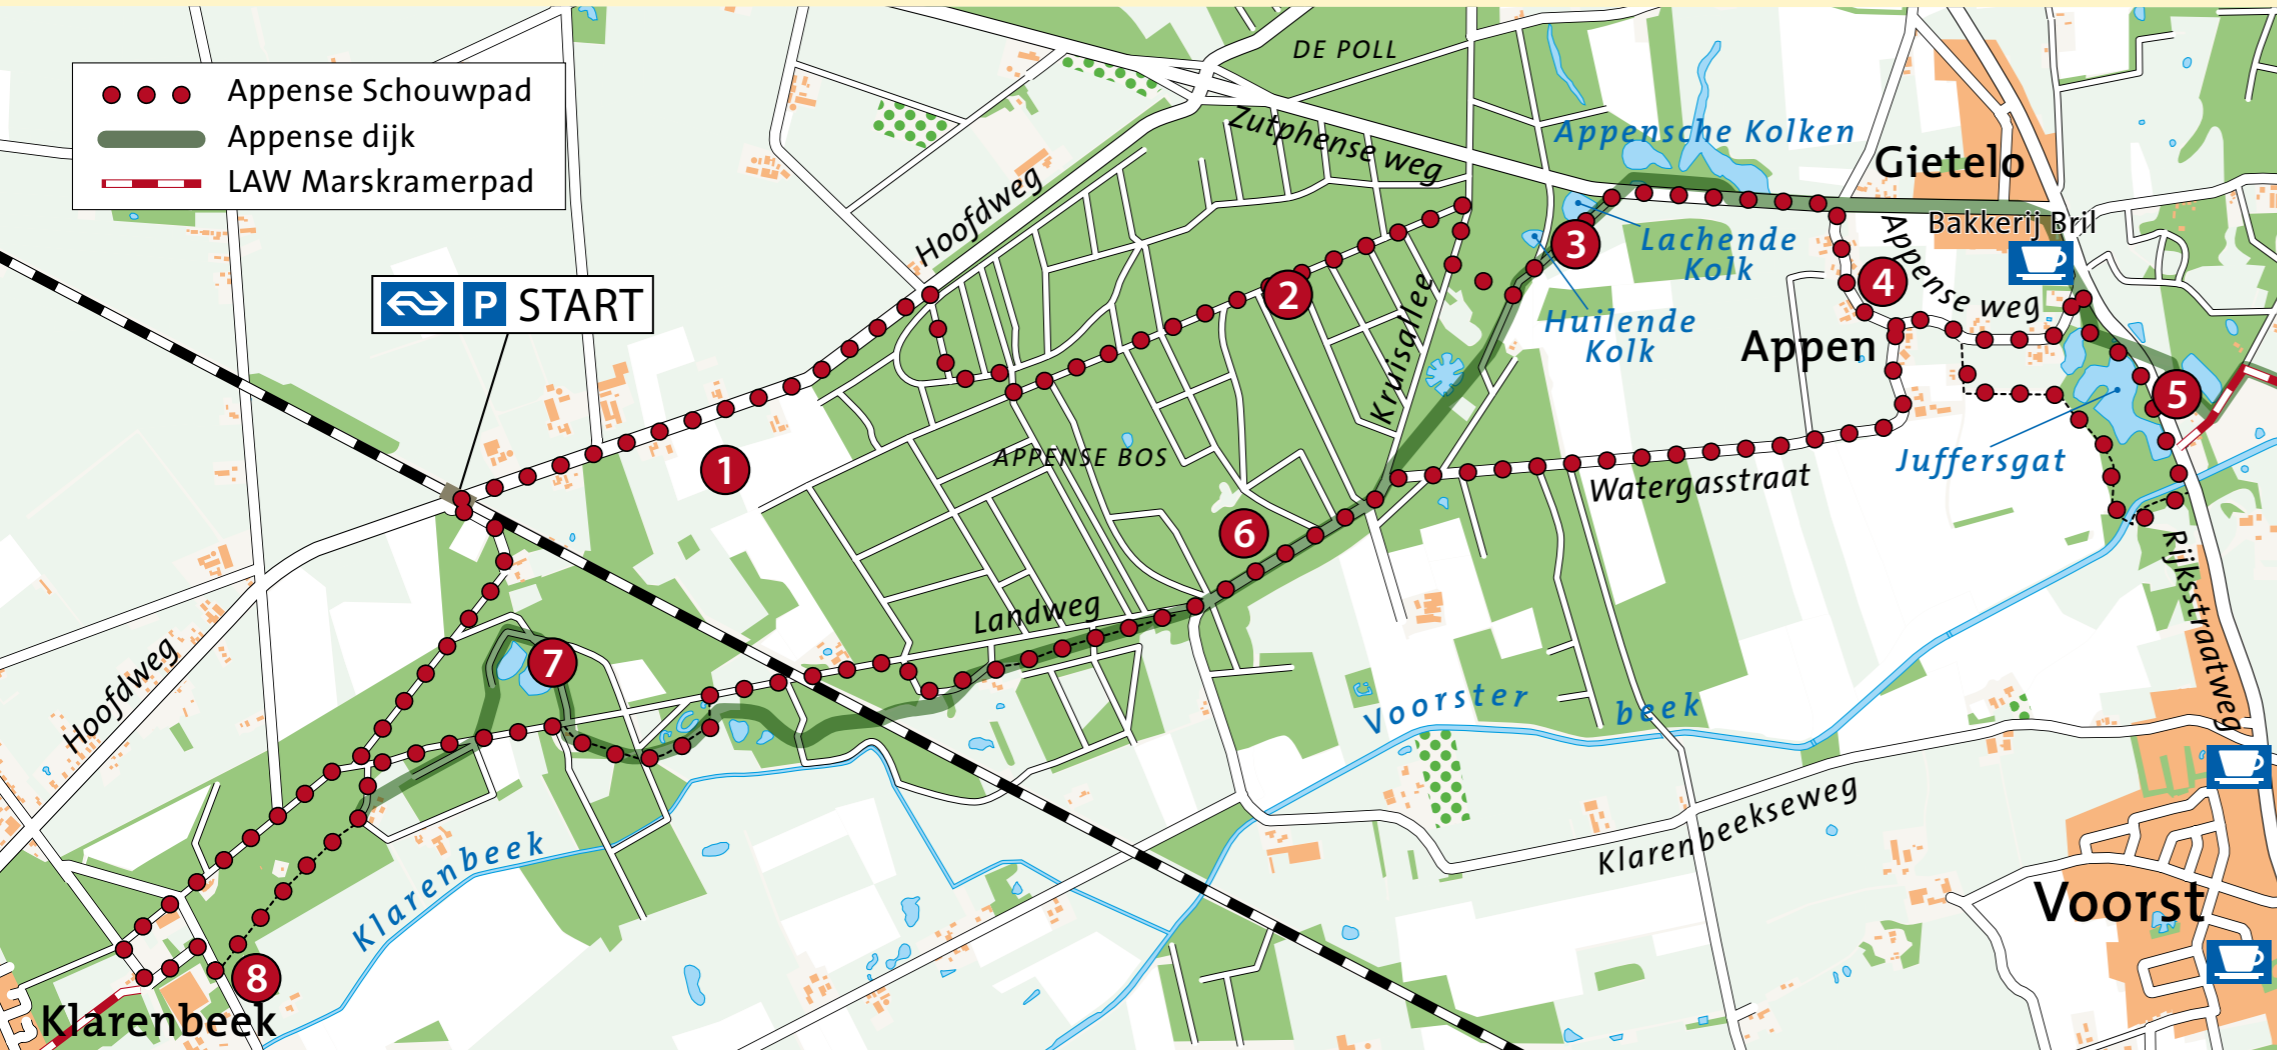 Appense Schouwpad
Appense dijk
LAW Marskramerpad
DE POLL
Zutphense weg
Appensche Kolken
Gietelo
Bakkerij Bril
Hoofdweg
Lachende
Kolk
3
Appense weg
4
P START
2
Kruisallee
Huilende
Kolk
Appen
5
1
APPENSE BOS
Juffersgat
Watergasstraat
6
Rijksstraatweg
Landweg
7
Hoofdweg
Voorster beek
Klarenbeekseweg
Klarenbeek
Voorst
8
Klarenbeek